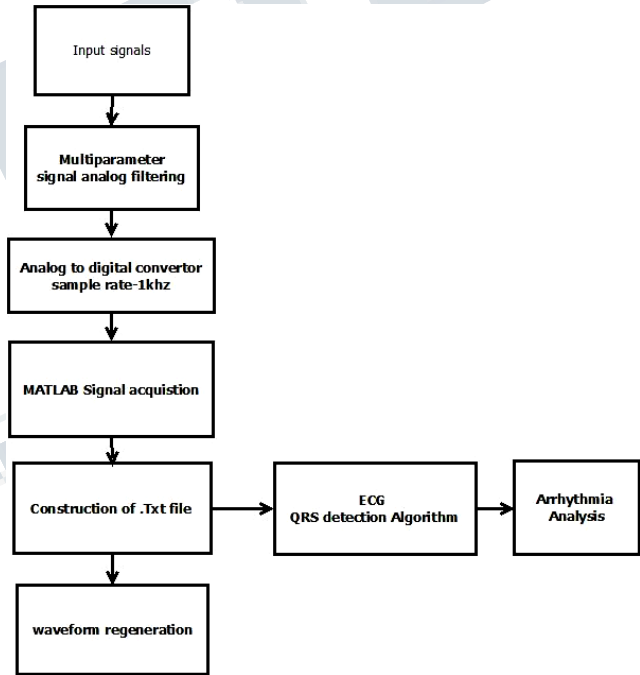 Input signals
Multiparameter
signal analog filtering
Analog to digital convertor
sample rate-1khz
MATLAB Signal acquistion
Construction of .Txt file
ECG
QRS detection Algorithm
Arrhythmia
Analysis
waveform regeneration